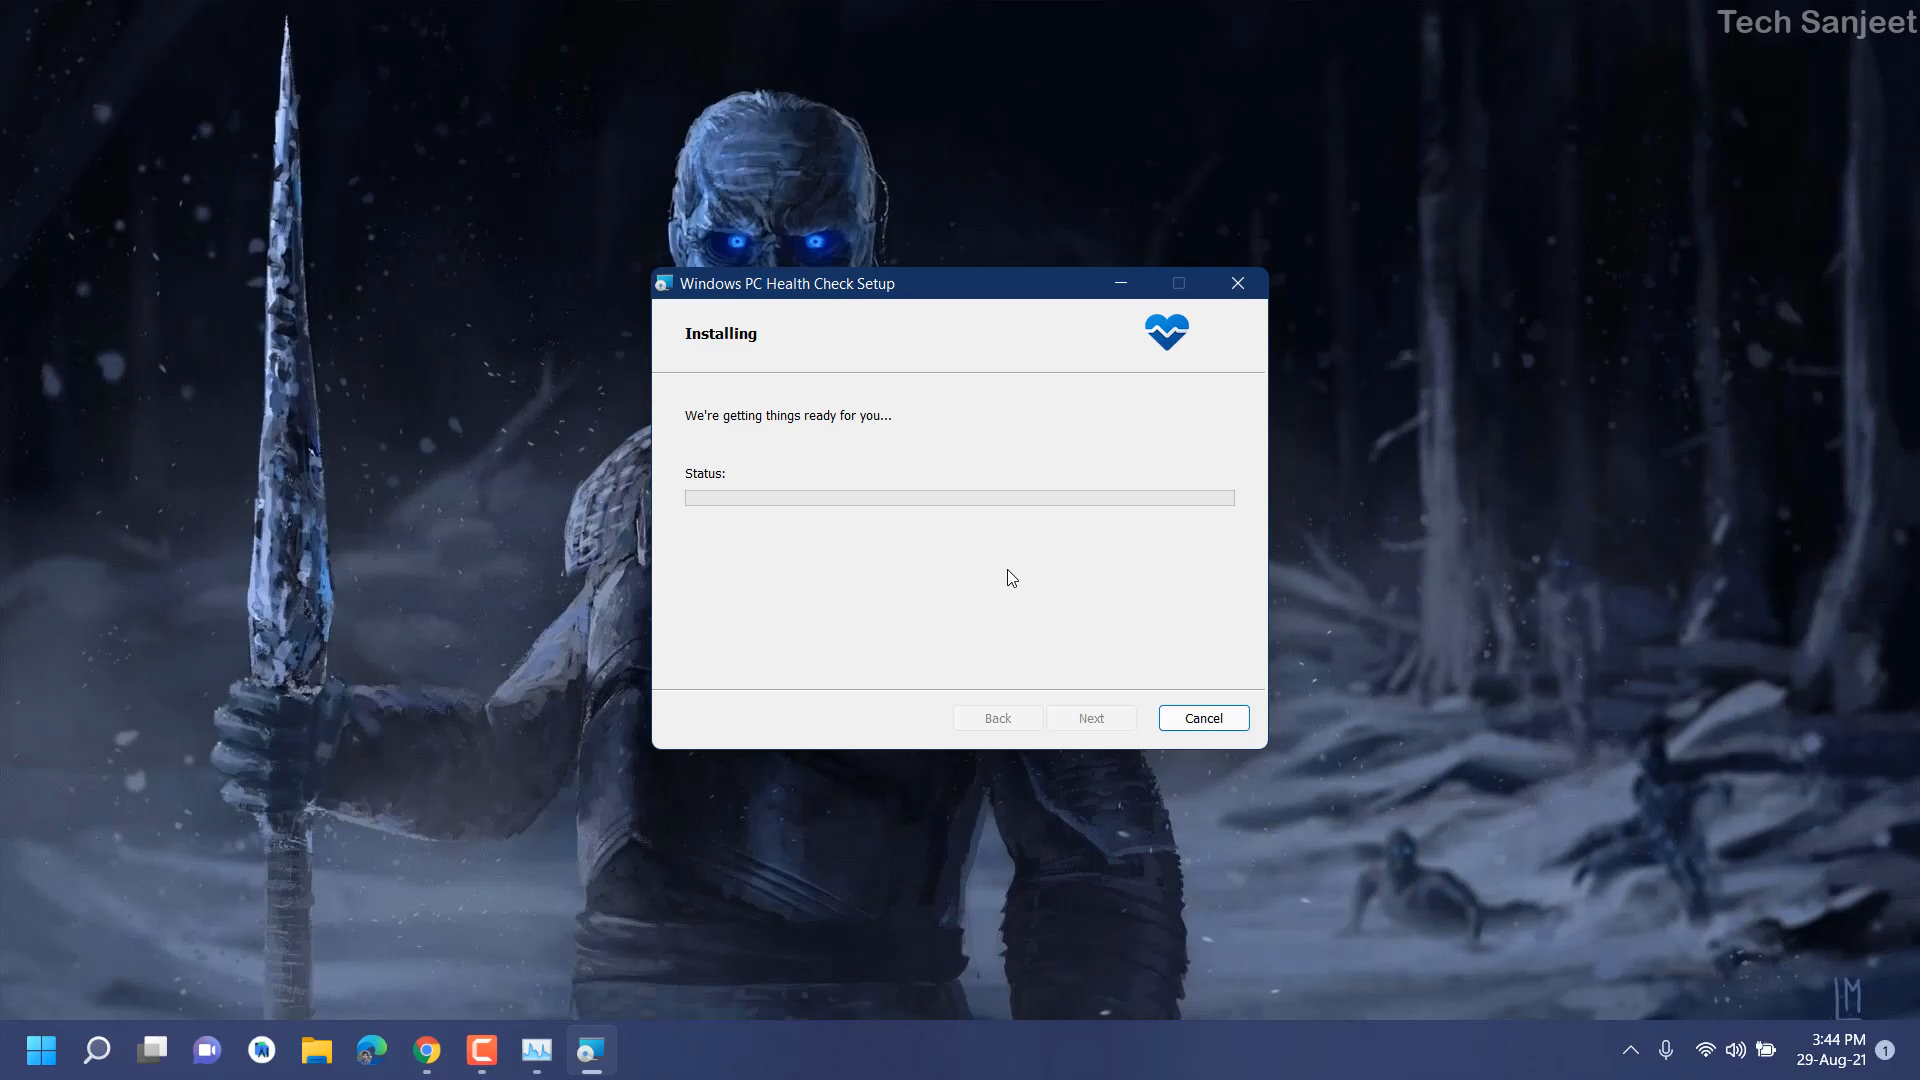 Tech Sanjeet
Windows PC Health Check Setup
Installing
We're getting things ready for you...
Status:
Back
Next
Cancel
LM
3:44 PM
29-Aug-21
1